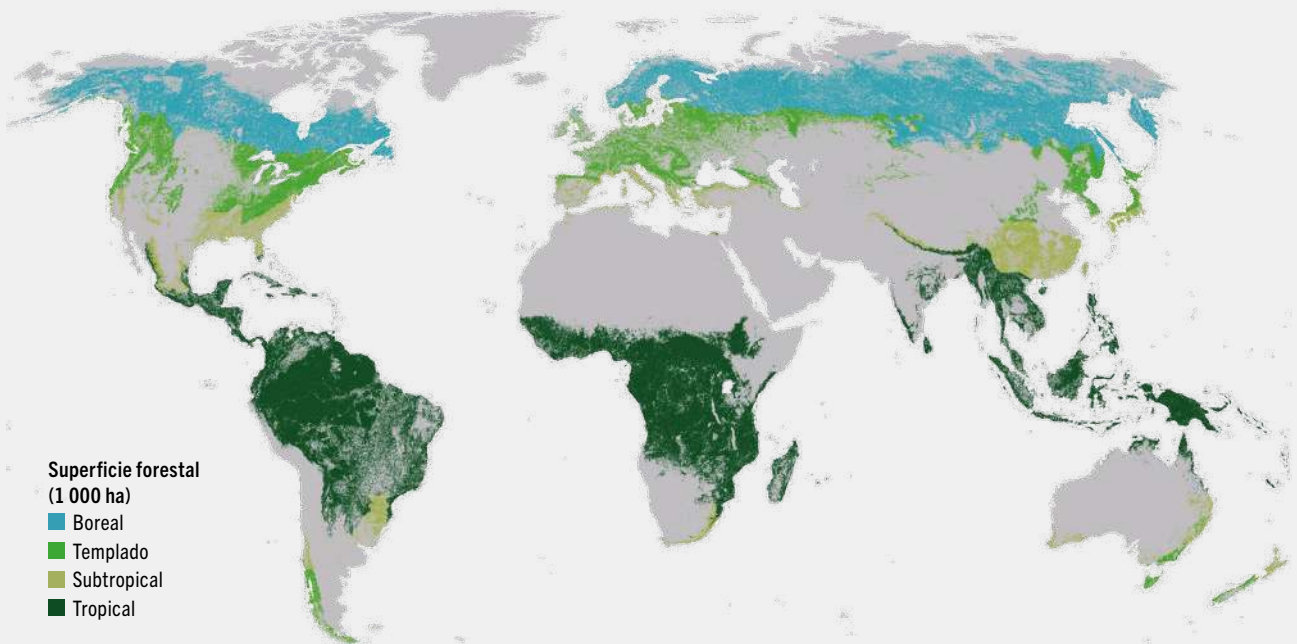 Superficie forestal
(1 000 ha)
Boreal
Templado
Subtropical
Tropical